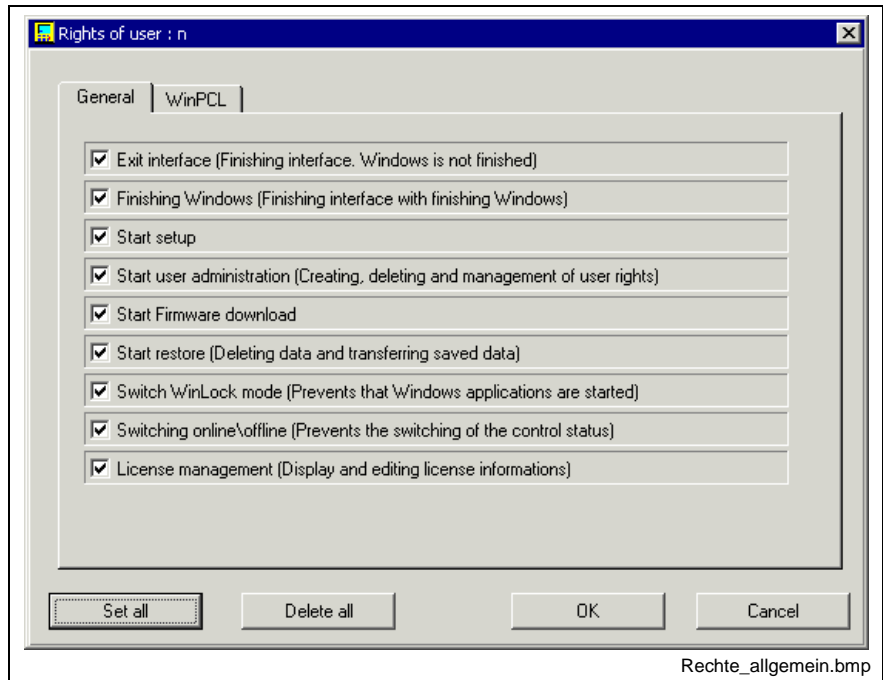 Rights of user : n
General
WinPCL
Exit interface (Finishing interface. Windows is not finished)
Finishing Windows (Finishing interface with finishing Windows)
Start setup
Start user administration (Creating, deleting and management of user rights)
Start Firmware download
Start restore (Deleting data and transferring saved data)
Switch WinLock mode (Prevents that Windows applications are started)
Switching online\offline (Prevents the switching of the control status)
License management (Display and editing license informations)
Set all
Delete all
OK
Cancel
Rechte_allgemein.bmp